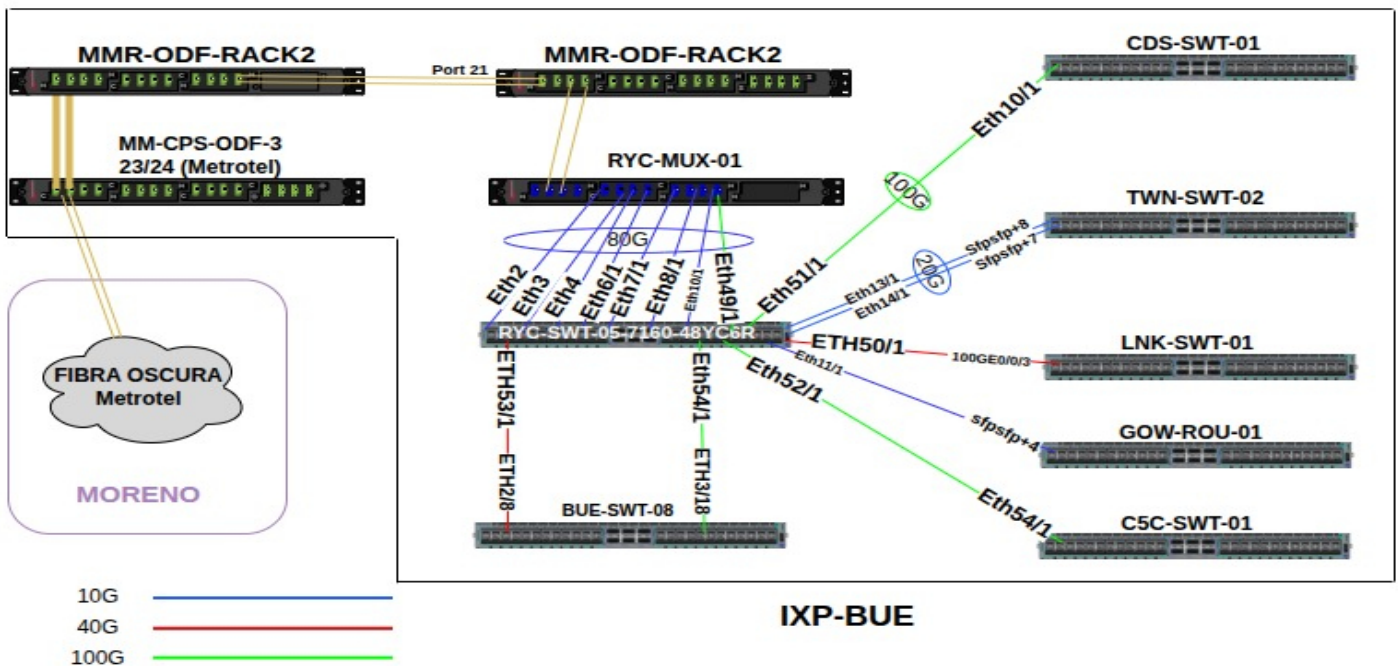 MMR-ODF-RACK2
MMR-ODF-RACK2
CDS-SWT-01
Port 21
Eth10/1
MM-CPS-ODF-3
23/24 (Metrotel)
RYC-MUX-01
100G
TWN-SWT-02
Sfpsfp+8
Sfpsfp+7
80G
20G
Eth2
Eth3
Eth4
Eth6/1
Eth7/1
Eth8/1
Eth10/1
Eth49/1
Eth51/1
Eth13/1
Eth14/1
RYC-SWT-05-7160-48YC6R
ETH50/1
100GE0/0/3
LNK-SWT-01
Eth11/1
Eth52/1
ETH53/1
Eth54/1
FIBRA OSCURA
Metrotel
sfpsfp+4
GOW-ROU-01
ETH2/8
ETH3/18
MORENO
BUE-SWT-08
Eth54/1
C5C-SWT-01
10G
40G
100G
IXP-BUE